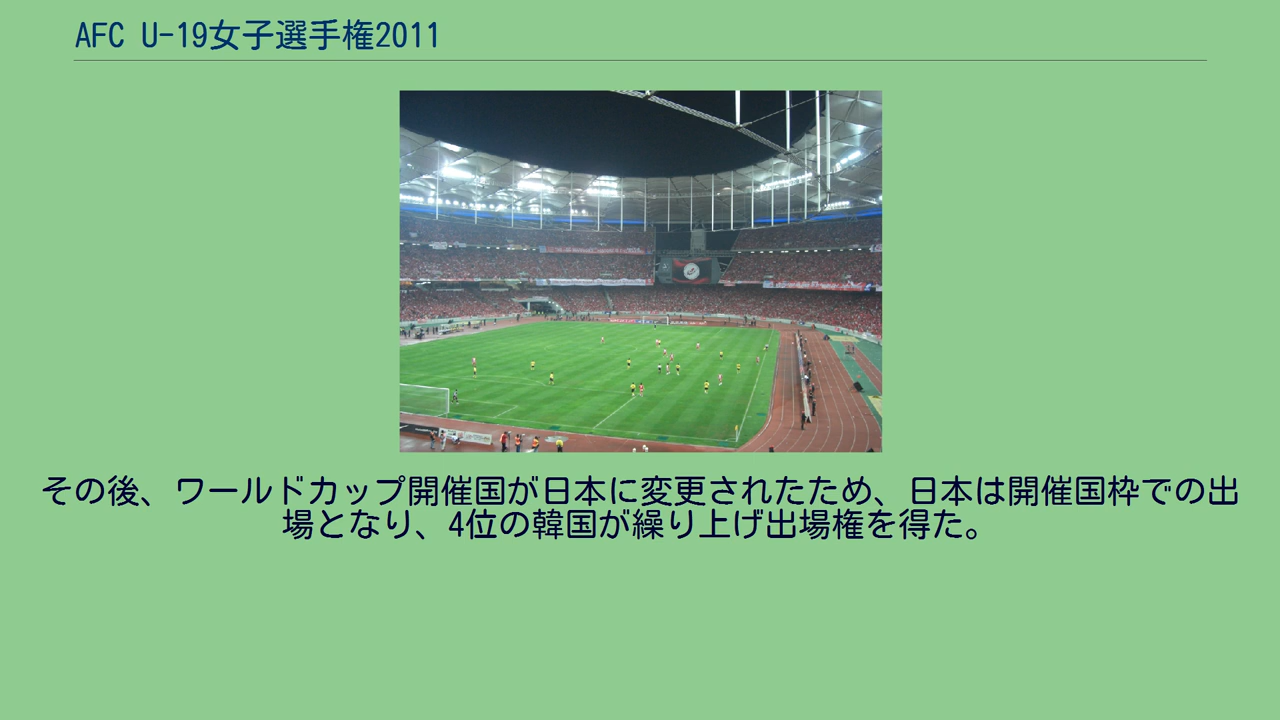 AFC U-19女子選手権2011
その後、ワールドカップ開催国が日本に変更されたため、日本は開催国枠での出
場となり、4位の韓国が繰り上げ出場権を得た。